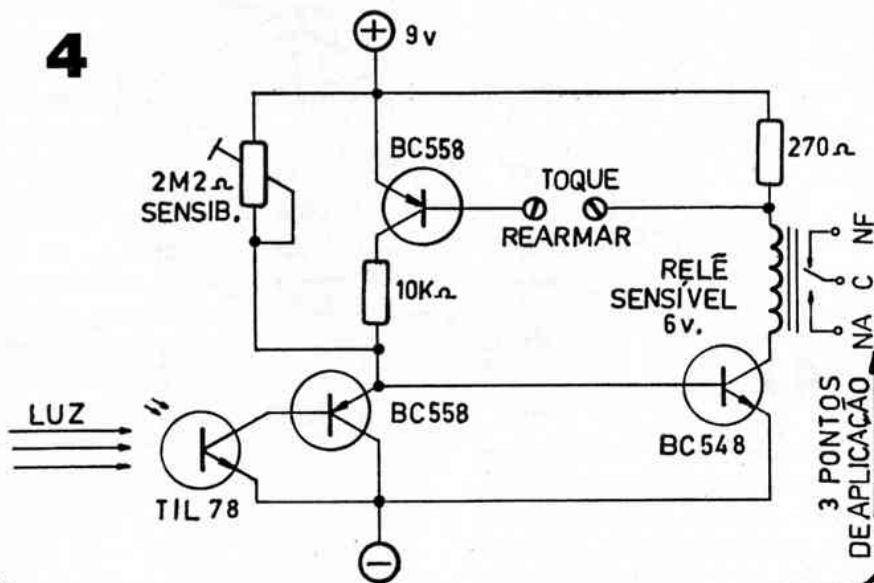 4
9v
BC558
2M2Ω
SENSIB.
TOQUE
REARMAR
270Ω
10KΩ
RELÊ
SENSÍVEL
6v.
NF
C
NA
BC558
LUZ
BC548
TIL 78
3 PONTOS
DE APLICAÇÃO